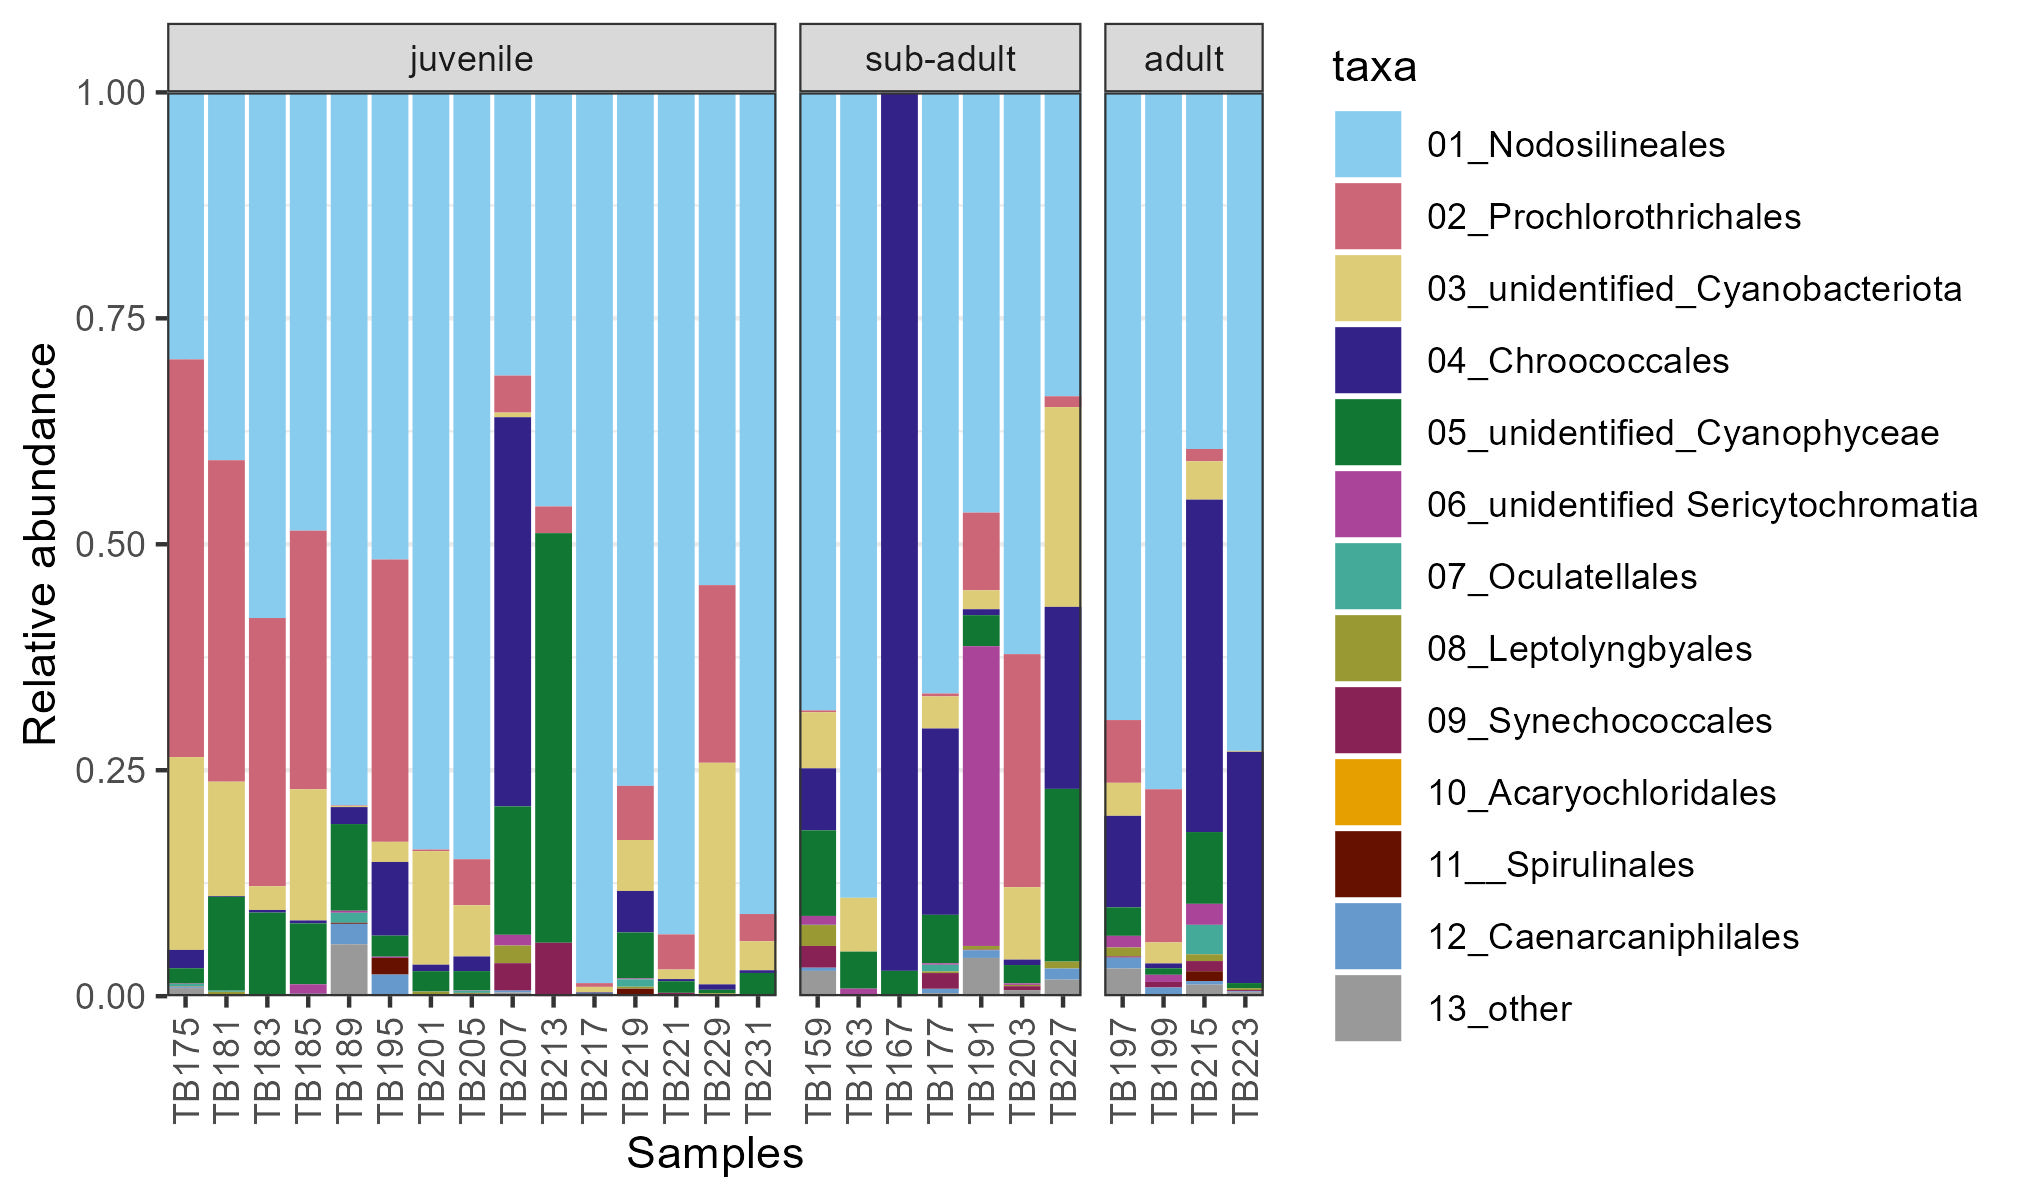 juvenile
sub-adult
adult
1.00
0.75
0.50
0.25
0.00
Relative abundance
TB175
TB181
TB183
TB185
TB189
TB195
TB201
TB205
TB207
TB213
TB217
TB219
TB221
TB229
TB231
TB159
TB163
TB167
TB177
TB191
TB203
TB227
TB197
TB199
TB215
TB223
Samples
taxa
01_Nodosilineales
02_Prochlorothrichales
03_unidentified_Cyanobacteriota
04_Chroococcales
05_unidentified_Cyanophyceae
06_unidentified Sericytochromatia
07_Oculatellales
08_Leptolyngbyales
09_Synechococcales
10_Acaryochloridales
11__Spirulinales
12_Caenarcaniphilales
13_other